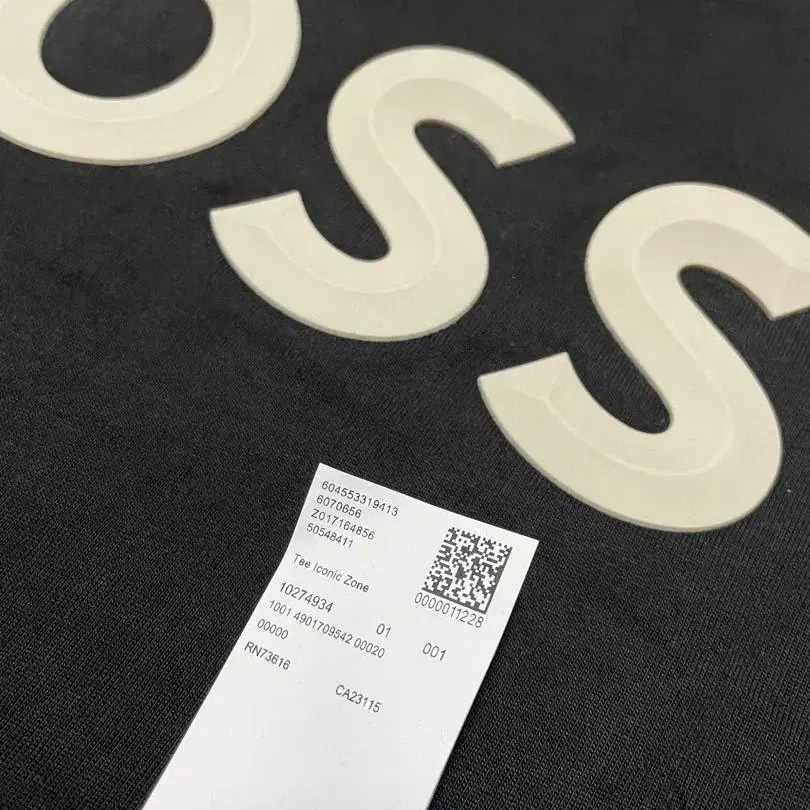 OSS
604553319413
6070656
Z017164856
50548411
Tee Iconic Zone
0000011228
10274934 01 001
1001 4901709542 00020
00000
RN73616 CA23115